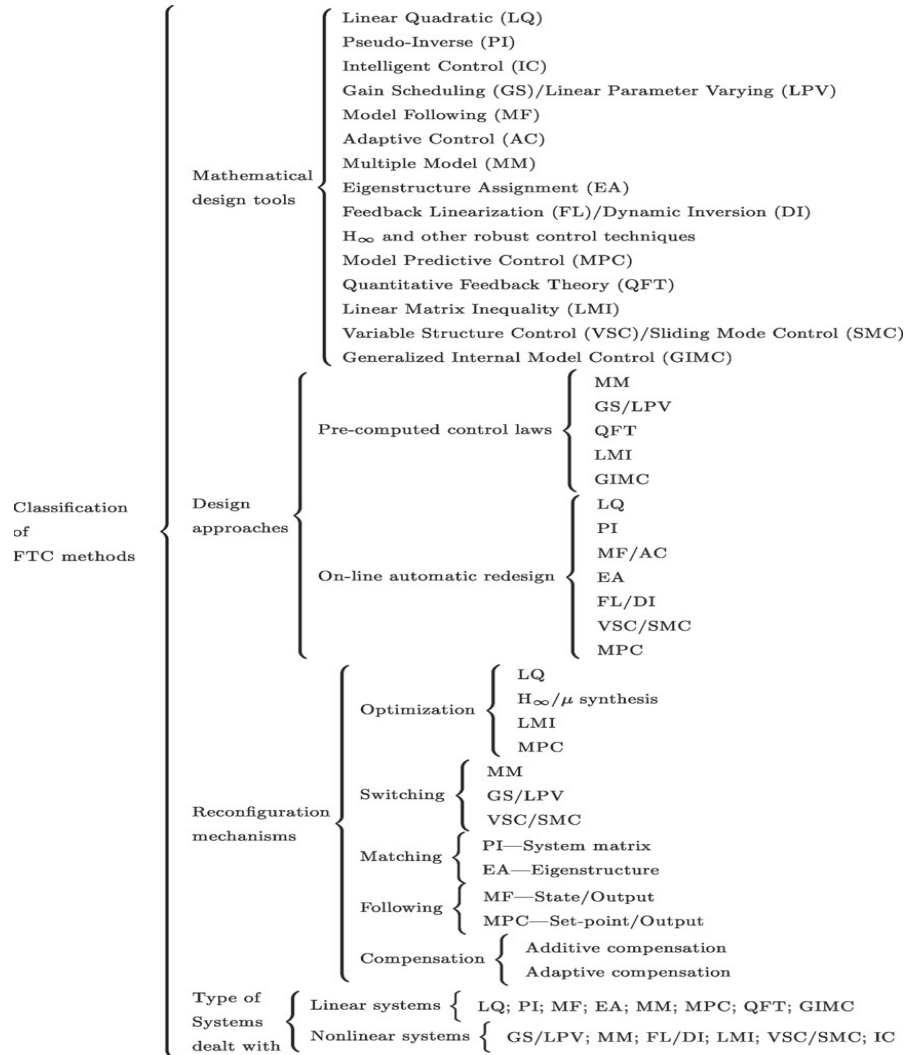 Classification
of
FTC methods
Mathematical
design tools
Linear Quadratic (LQ)
Pseudo-Inverse (PI)
Intelligent Control (IC)
Gain Scheduling (GS)/Linear Parameter Varying (LPV)
Model Following (MF)
Adaptive Control (AC)
Multiple Model (MM)
Eigenstructure Assignment (EA)
Feedback Linearization (FL)/Dynamic Inversion (DI)
H∞ and other robust control techniques
Model Predictive Control (MPC)
Quantitative Feedback Theory (QFT)
Linear Matrix Inequality (LMI)
Variable Structure Control (VSC)/Sliding Mode Control (SMC)
Generalized Internal Model Control (GIMC)
Design
approaches
Pre-computed control laws
MM
GS/LPV
QFT
LMI
GIMC
On-line automatic redesign
LQ
PI
MF/AC
EA
FL/DI
VSC/SMC
MPC
Reconfiguration
mechanisms
Optimization
LQ
H∞/μ synthesis
LMI
MPC
Switching
MM
GS/LPV
VSC/SMC
Matching
PI—System matrix
EA—Eigenstructure
Following
MF—State/Output
MPC—Set-point/Output
Compensation
Additive compensation
Adaptive compensation
Type of
Systems
dealt with
Linear systems
LQ; PI; MF; EA; MM; MPC; QFT; GIMC
Nonlinear systems
GS/LPV; MM; FL/DI; LMI; VSC/SMC; IC